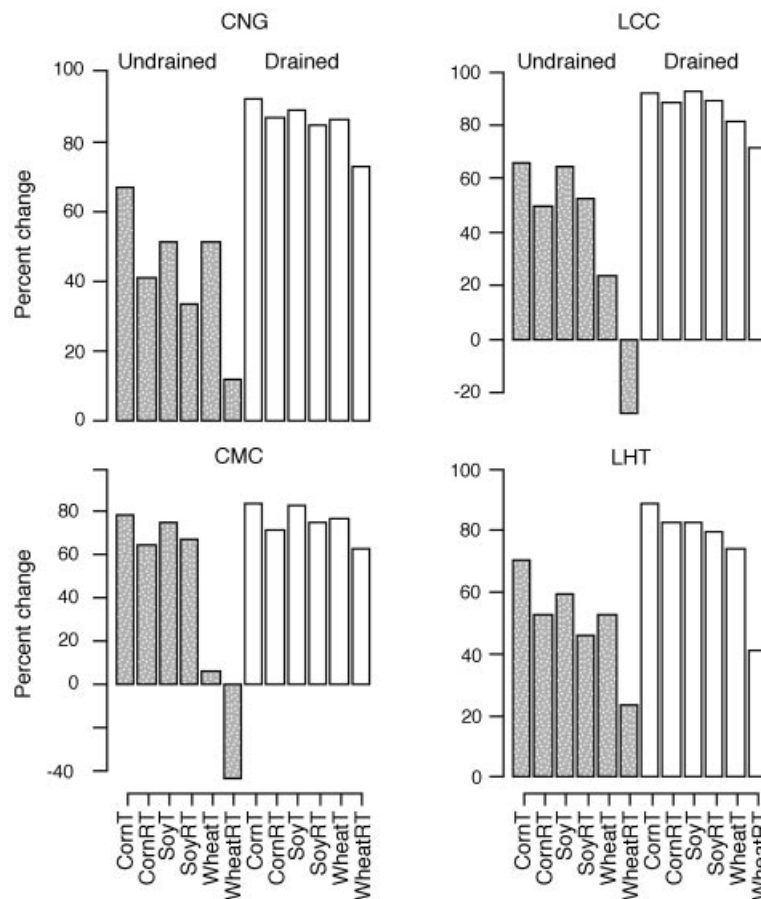 CNG
Undrained Drained
Percent change
100
80
60
40
20
0
LCC
Undrained Drained
100
80
60
40
20
0
-20
CMC
Percent change
80
60
40
20
0
-40
CornT
CornRT
SoyT
SoyRT
WheatT
WheatRT
CornT
CornRT
SoyT
SoyRT
WheatT
WheatRT
LHT
100
80
60
40
20
0
CornT
CornRT
SoyT
SoyRT
WheatT
WheatRT
CornT
CornRT
SoyT
SoyRT
WheatT
WheatRT